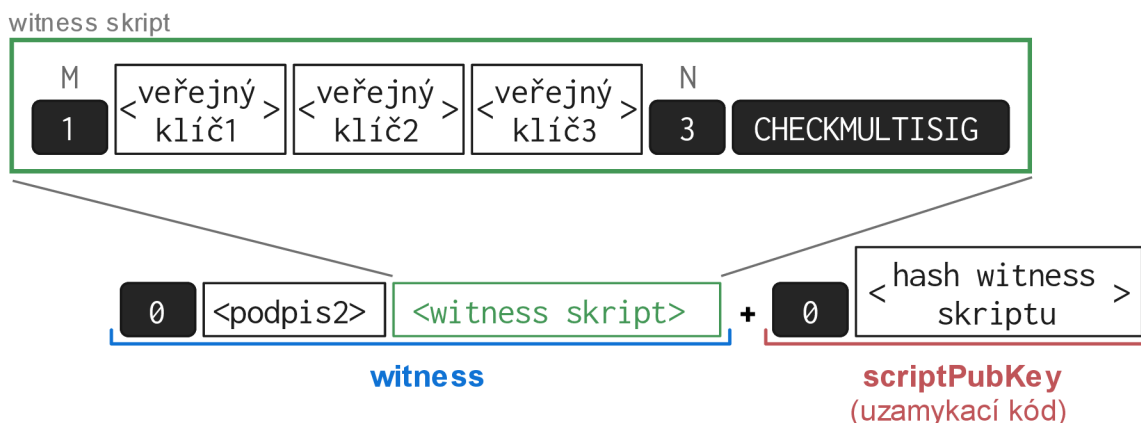 witness skript
M N
1 <veřejný klíč1> <veřejný klíč2> <veřejný klíč3> 3 CHECKMULTISIG
0 <podpis2> <witness skript> + 0 <hash witness skriptu>
witness scriptPubKey
(uzamykací kód)